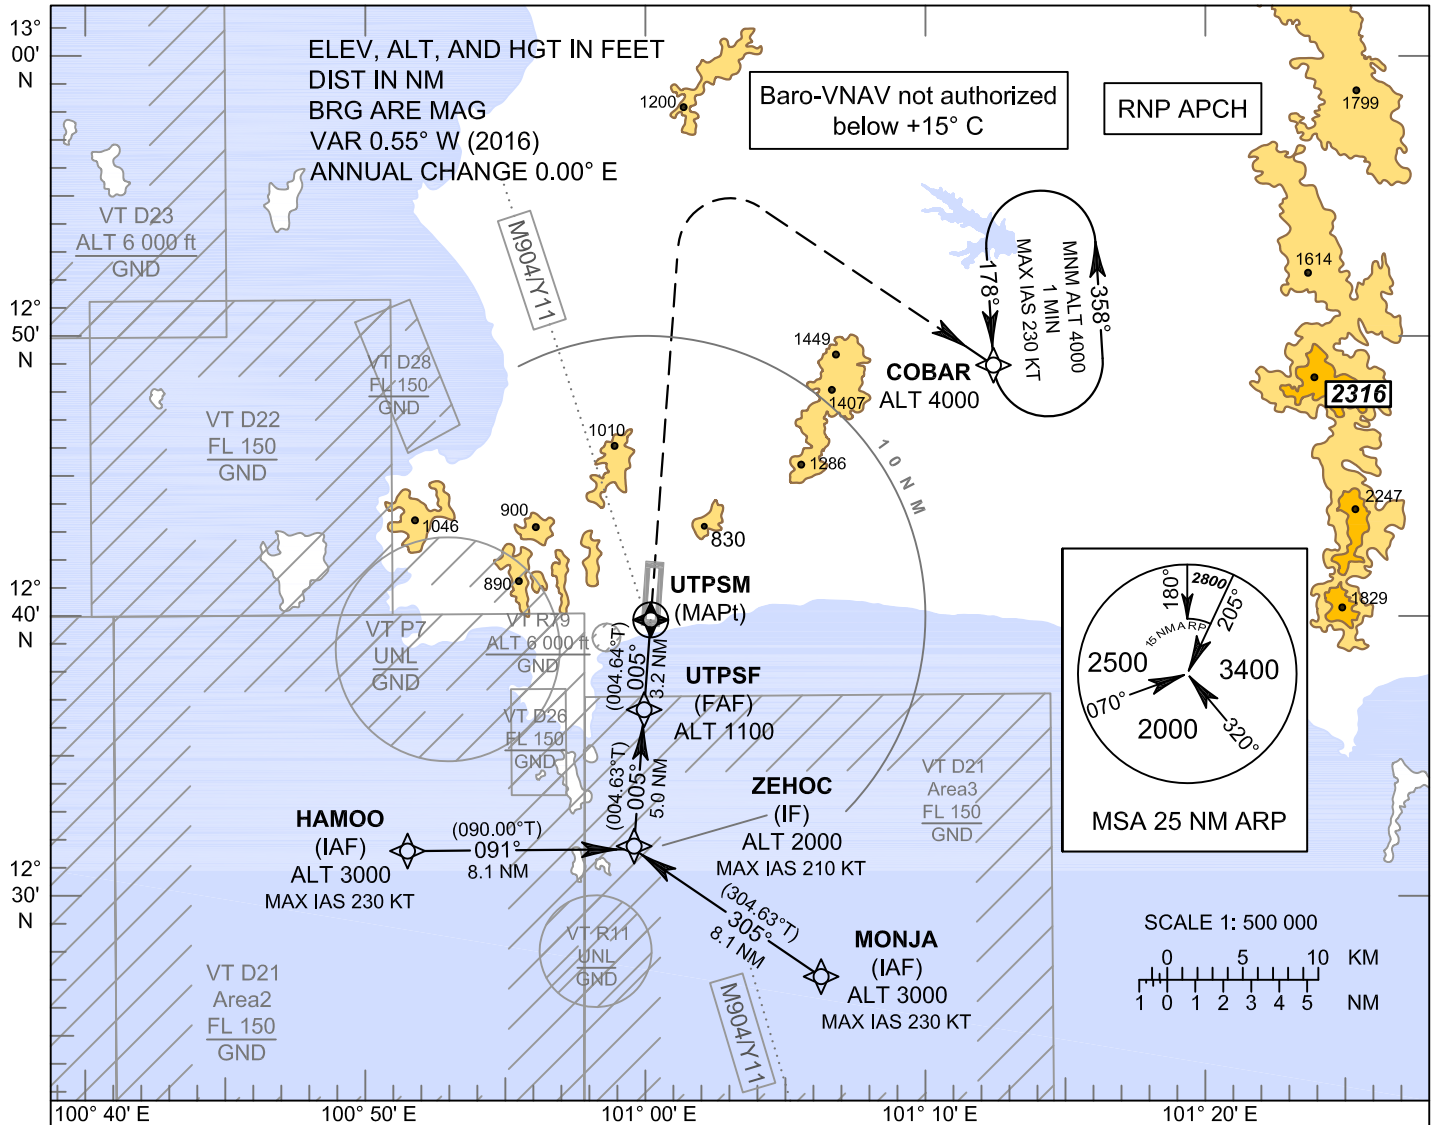 13°
00'
N
ELEV, ALT, AND HGT IN FEET
DIST IN NM
BRG ARE MAG
VAR 0.55° W (2016)
ANNUAL CHANGE 0.00° E
1200
Baro-VNAV not authorized
below +15° C
RNP APCH
1799
VT D23
ALT 6 000 ft
GND
M904/Y11
178°
MAX IAS 230 KT
1 MIN
MNM ALT 4000
358°
1614
12°
50'
N
VT D28
FL 150
GND
1449
1407
COBAR
ALT 4000
2316
VT D22
FL 150
GND
1010
1286
10 NM
2247
1046
900
830
890
12°
40'
N
UTPSM
(MAPt)
VT P7
UNL
GND
VT R79
ALT 6 000 ft
GND
(004.64°T)
005°
3.2 NM
UTPSF
(FAF)
ALT 1100
180°
2800
205°
15 NM ARP
2500
3400
070°
2000
320°
MSA 25 NM ARP
1829
VT D26
FL 150
GND
(004.63°T)
005°
5.0 NM
VT D21
Area3
FL 150
GND
ZEHOC
(IF)
ALT 2000
MAX IAS 210 KT
HAMOO
(IAF)
ALT 3000
MAX IAS 230 KT
(090.00°T)
091°
8.1 NM
12°
30'
N
(304.63°T)
305°
8.1 NM
VT R11
UNL
GND
MONJA
(IAF)
ALT 3000
MAX IAS 230 KT
M904/Y11
VT D21
Area2
FL 150
GND
SCALE 1: 500 000
0 5 10 KM
1 0 1 2 3 4 5 NM
100° 40' E
100° 50' E
101° 00' E
101° 10' E
101° 20' E